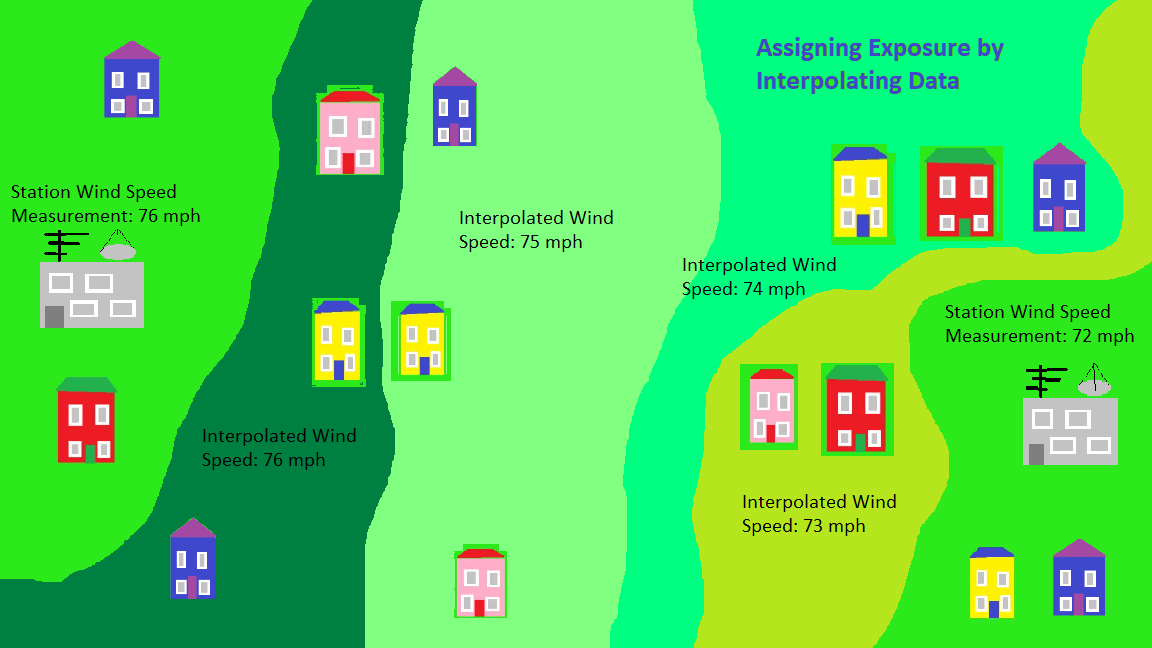 Assigning Exposure by
Interpolating Data
Station Wind Speed
Measurement: 76 mph
Interpolated Wind
Speed: 75 mph
Interpolated Wind
Speed: 74 mph
Station Wind Speed
Measurement: 72 mph
Interpolated Wind
Speed: 76 mph
Interpolated Wind
Speed: 73 mph